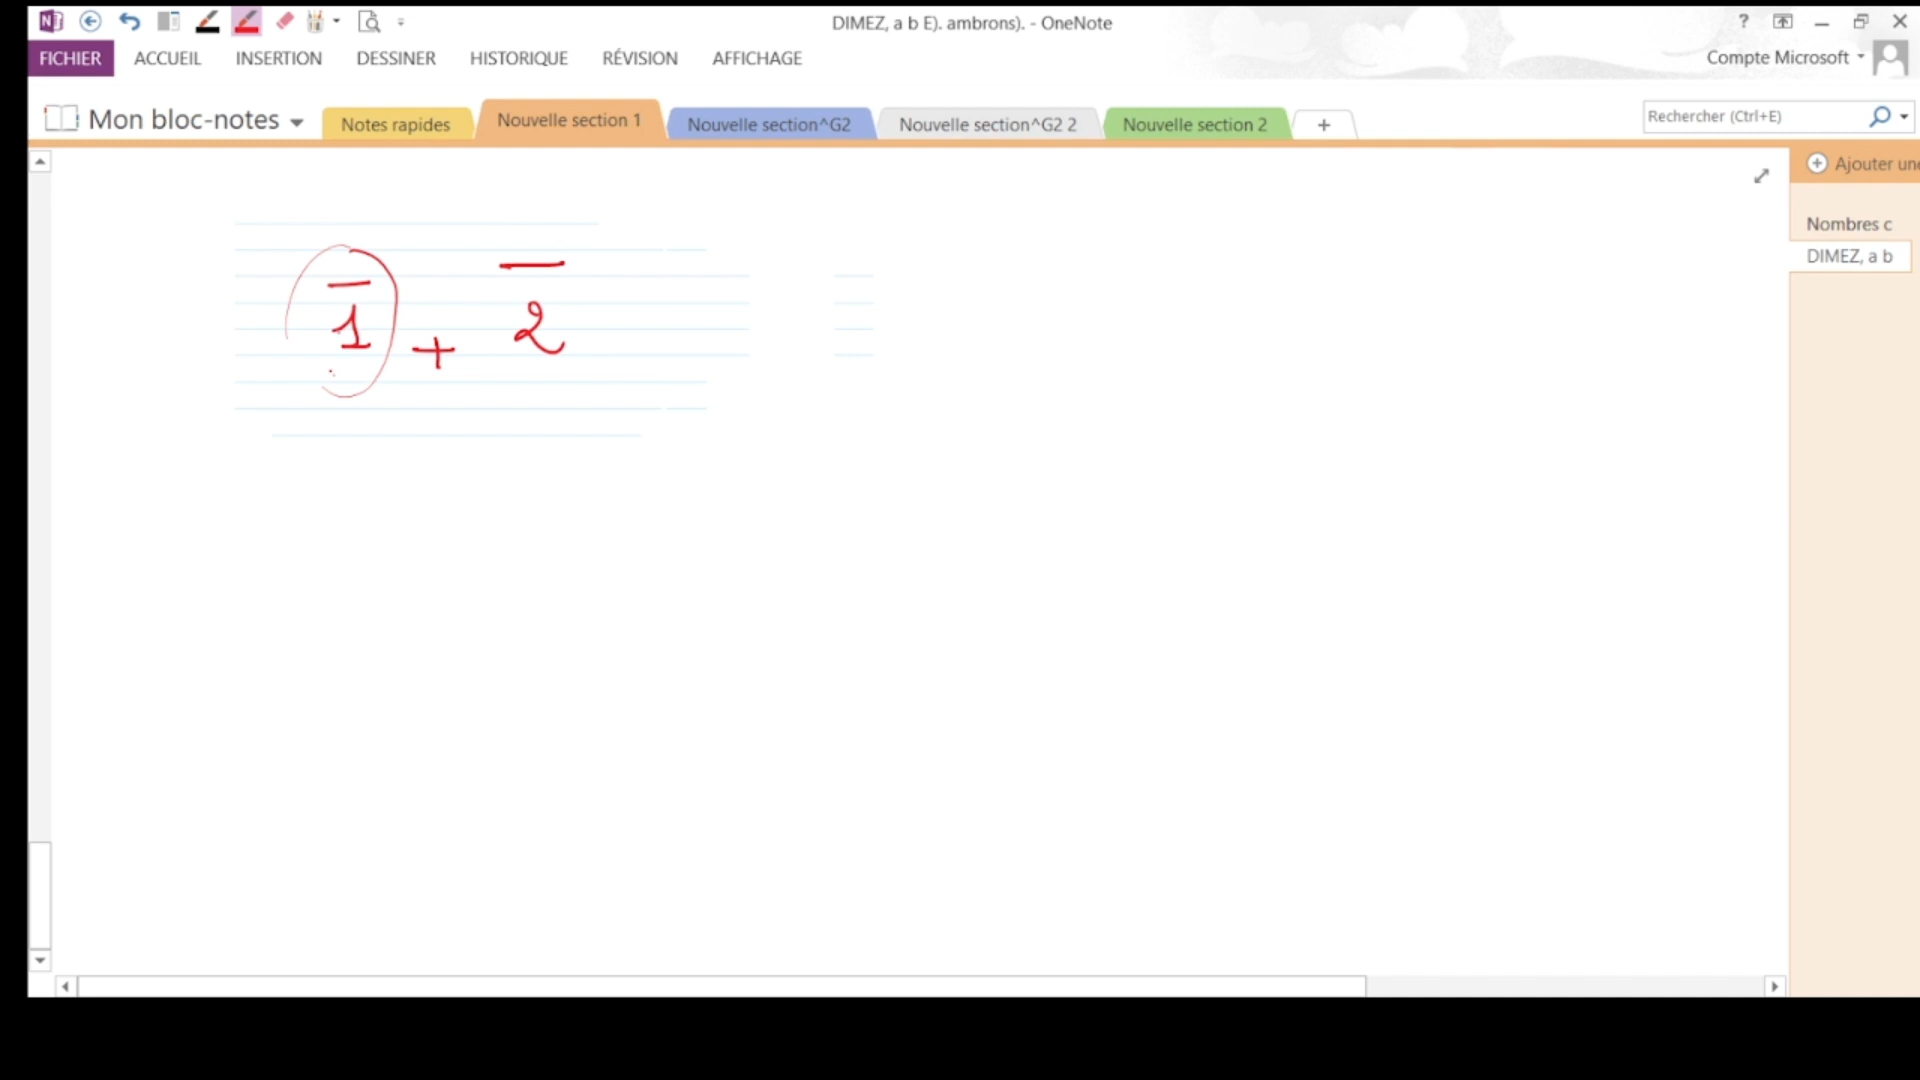 DIMEZ, a b E). ambrons). - OneNote
?
FICHIER ACCUEIL INSERTION DESSINER HISTORIQUE RÉVISION AFFICHAGE Compte Microsoft
Mon bloc-notes Notes rapides Nouvelle section 1 Nouvelle section^G2 Nouvelle section^G2 2 Nouvelle section 2 + Rechercher (Ctrl+E)
Ajouter une
Nombres c
DIMEZ, a b
1̅ + 2̅